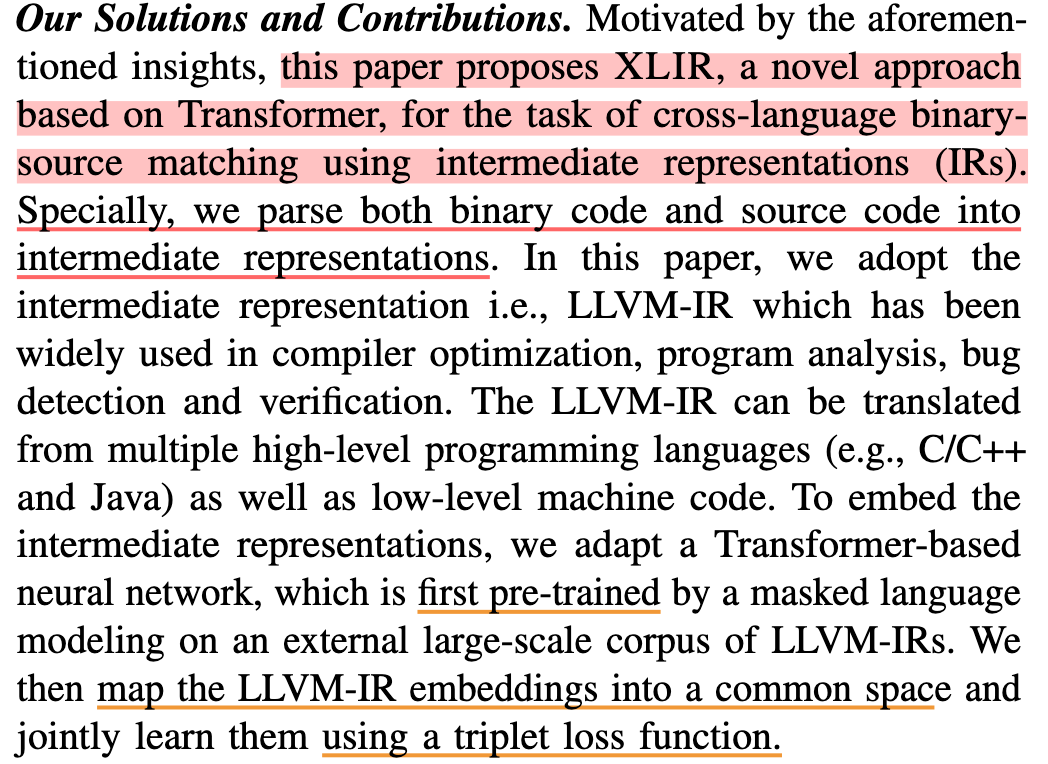 Our Solutions and Contributions. Motivated by the aforemen-
tioned insights, this paper proposes XLIR, a novel approach
based on Transformer, for the task of cross-language binary-
source matching using intermediate representations (IRs).
Specially, we parse both binary code and source code into
intermediate representations. In this paper, we adopt the
intermediate representation i.e., LLVM-IR which has been
widely used in compiler optimization, program analysis, bug
detection and verification. The LLVM-IR can be translated
from multiple high-level programming languages (e.g., C/C++
and Java) as well as low-level machine code. To embed the
intermediate representations, we adapt a Transformer-based
neural network, which is first pre-trained by a masked language
modeling on an external large-scale corpus of LLVM-IRs. We
then map the LLVM-IR embeddings into a common space and
jointly learn them using a triplet loss function.